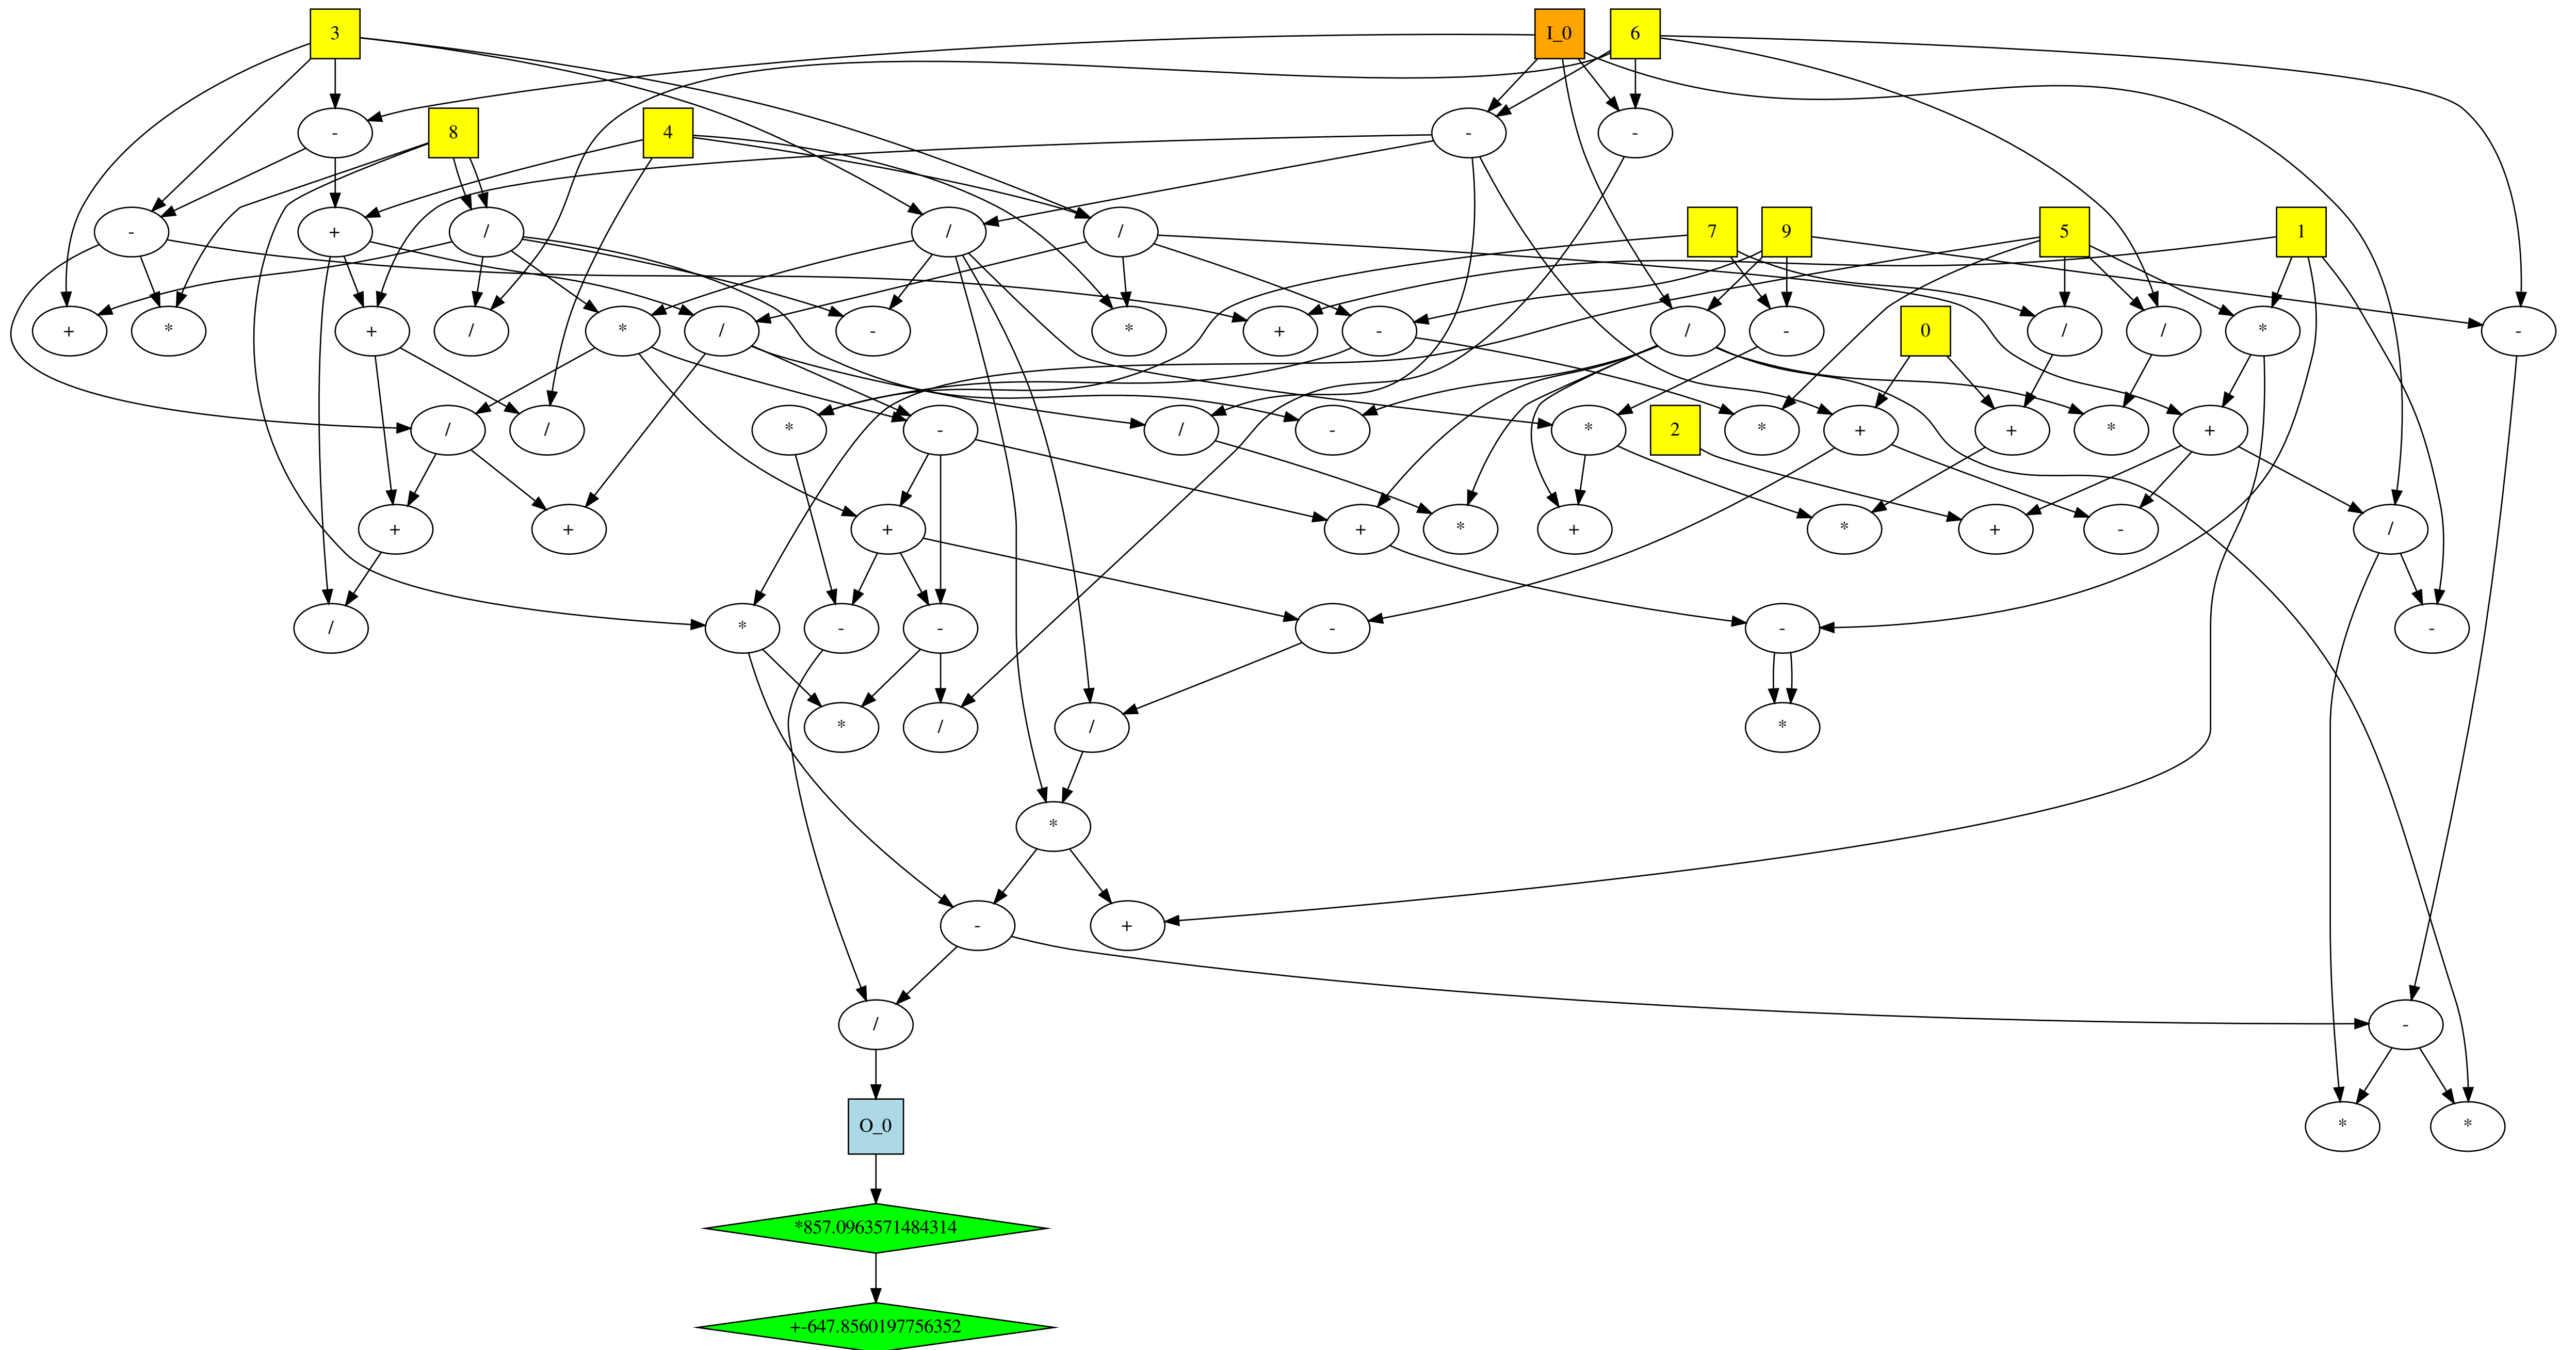 3 I_0 6
- 8 4 - -
- + / / / 7 9 5 1
+ * + / * / - * + - / - 0 / / * -
/ / * - / - * 2 * + + * +
+ + + + * + * + - /
/ * - - - - -
* / / *
*
- +
/ -
O_0 * *
*857.0963571484314
+-647.8560197756352